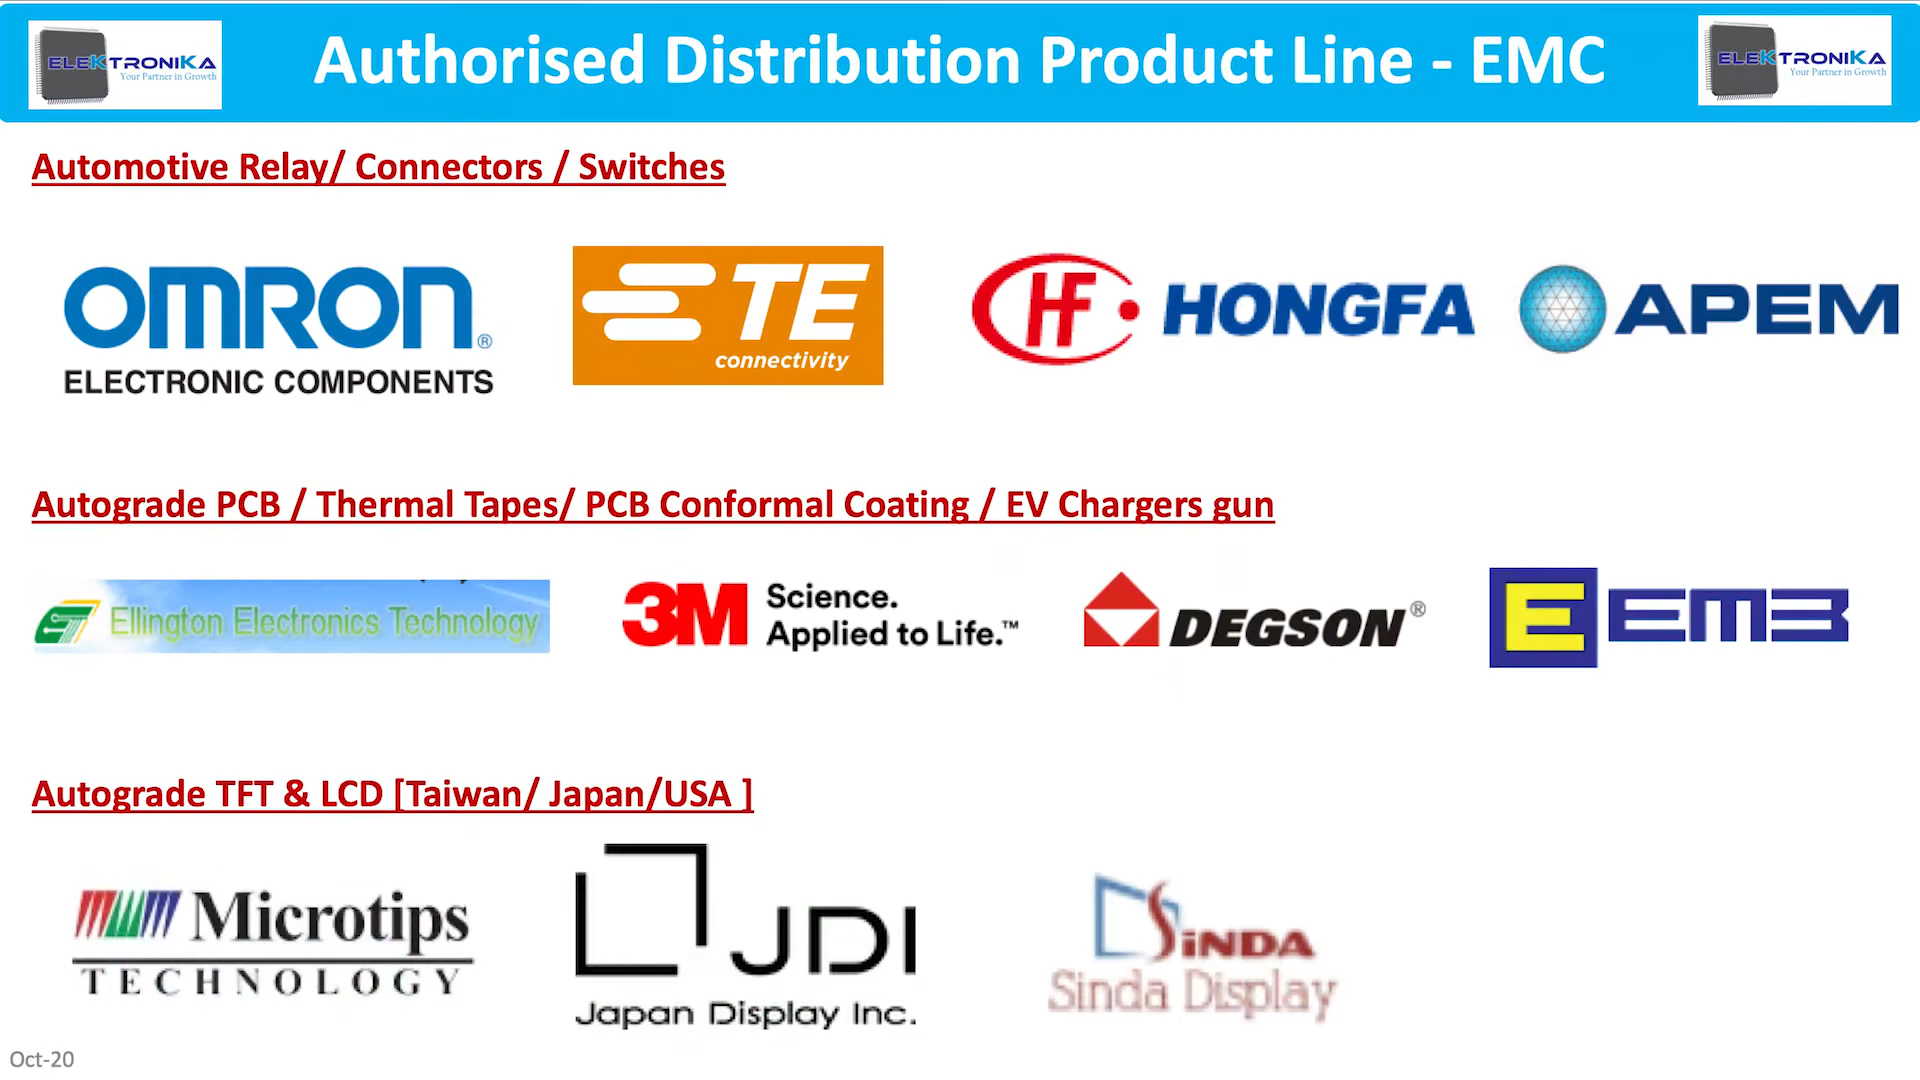 ELEKTRONIKA
Your Partner in Growth
Authorised Distribution Product Line - EMC
ELEKTRONIKA
Your Partner in Growth
Automotive Relay/ Connectors / Switches
OMRON®
ELECTRONIC COMPONENTS
TE
connectivity
HF HONGFA
APEM
Autograde PCB / Thermal Tapes/ PCB Conformal Coating / EV Chargers gun
Ellington Electronics Technology
3M Science.
Applied to Life.™
DEGSON®
E EMB
Autograde TFT & LCD [Taiwan/ Japan/USA ]
Microtips
TECHNOLOGY
JDI
Japan Display Inc.
SiNDA
Sinda Display
Oct-20